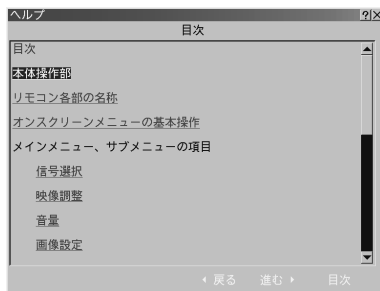 ヘルプ ?×
目次
目次
本体操作部
リモコン各部の名称
オンスクリーンメニューの基本操作
メインメニュー、サブメニューの項目
信号選択
映像調整
音量
画像設定
戻る 進む 目次